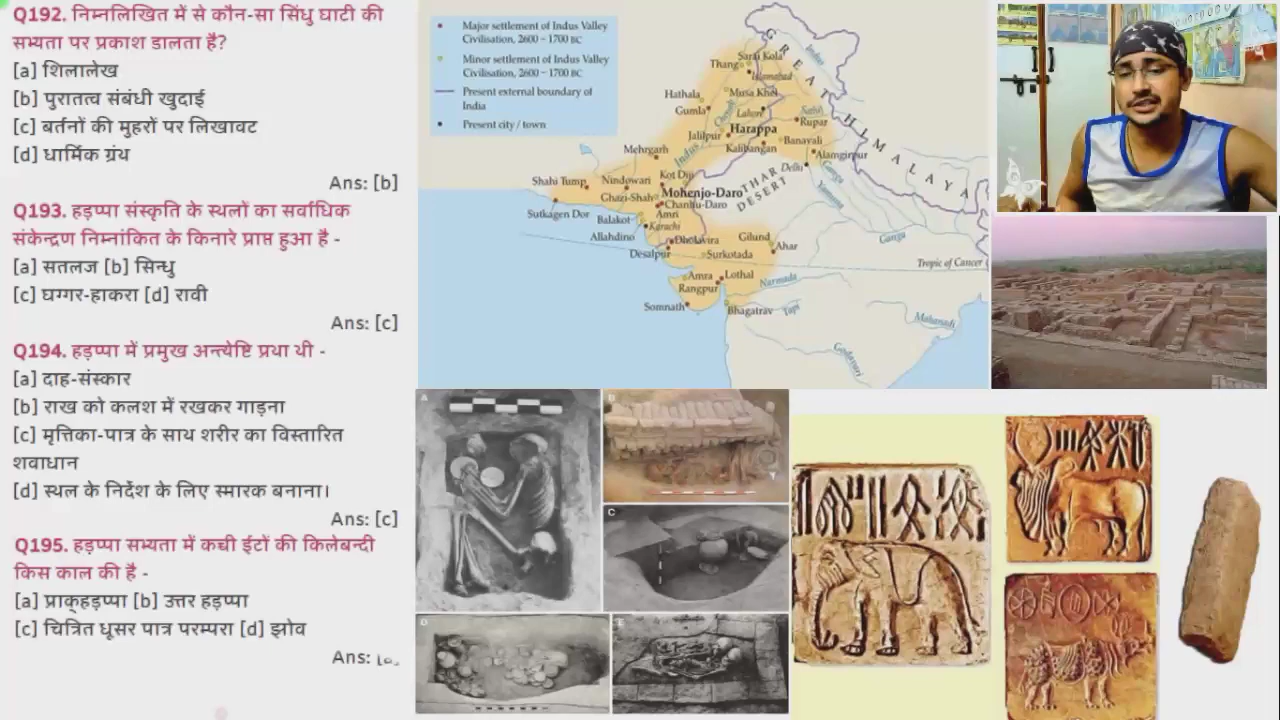 Q192. निम्नलिखित में से कौन-सा सिंधु घाटी की
सभ्यता पर प्रकाश डालता है?
[a] शिलालेख
[b] पुरातत्व संबंधी खुदाई
[c] बर्तनों की मुहरों पर लिखावट
[d] धार्मिक ग्रंथ
Ans: [b]
Q193. हड़प्पा संस्कृति के स्थलों का सर्वाधिक
संकेन्द्रण निम्नांकित के किनारे प्राप्त हुआ है -
[a] सतलज [b] सिन्धु
[c] घग्गर-हाकरा [d] रावी
Ans: [c]
Q194. हड़प्पा में प्रमुख अन्त्येष्टि प्रथा थी -
[a] दाह-संस्कार
[b] राख को कलश में रखकर गाड़ना
[c] मृत्तिका-पात्र के साथ शरीर का विस्तारित
शवाधान
[d] स्थल के निर्देश के लिए स्मारक बनाना।
Ans: [c]
Q195. हड़प्पा सभ्यता में कच्ची ईटों की किलेबन्दी
किस काल की है -
[a] प्राक्हड़प्पा [b] उत्तर हड़प्पा
[c] चित्रित धूसर पात्र परम्परा [d] झोव
Ans:
Major settlement of Indus Valley
Civilisation, 2600 – 1700 BC
Minor settlement of Indus Valley
Civilisation, 2600 – 1700 BC
Present external boundary of
India
Present city / town
GREAT HIMALAYA
Indus
Sarai Kola
Thang
Islamabad
Hathala
Musa Khel
Gumla
Lahore
Rupar
Jalilpur
Harappa
Kalibangan
Banavali
Alamgirpur
Mehrgarh
Indus
Delhi
Ganga
Yamuna
Shahi Tump
Nindowari
Kot Diji
Mohenjo-Daro
THAR
DESERT
Ghazi-Shah
Chanhu-Daro
Sutkagen Dor
Balakot
Amri
Karachi
Allahdino
Dholavira
Gilund
Ahar
Ganga
Desalpur
Surkotada
Tropic of Cancer
Amra
Lothal
Narmada
Rangpur
Somnath
Bhagatrav
Tapi
Mahanadi
Godavari
A
B
C
D
E